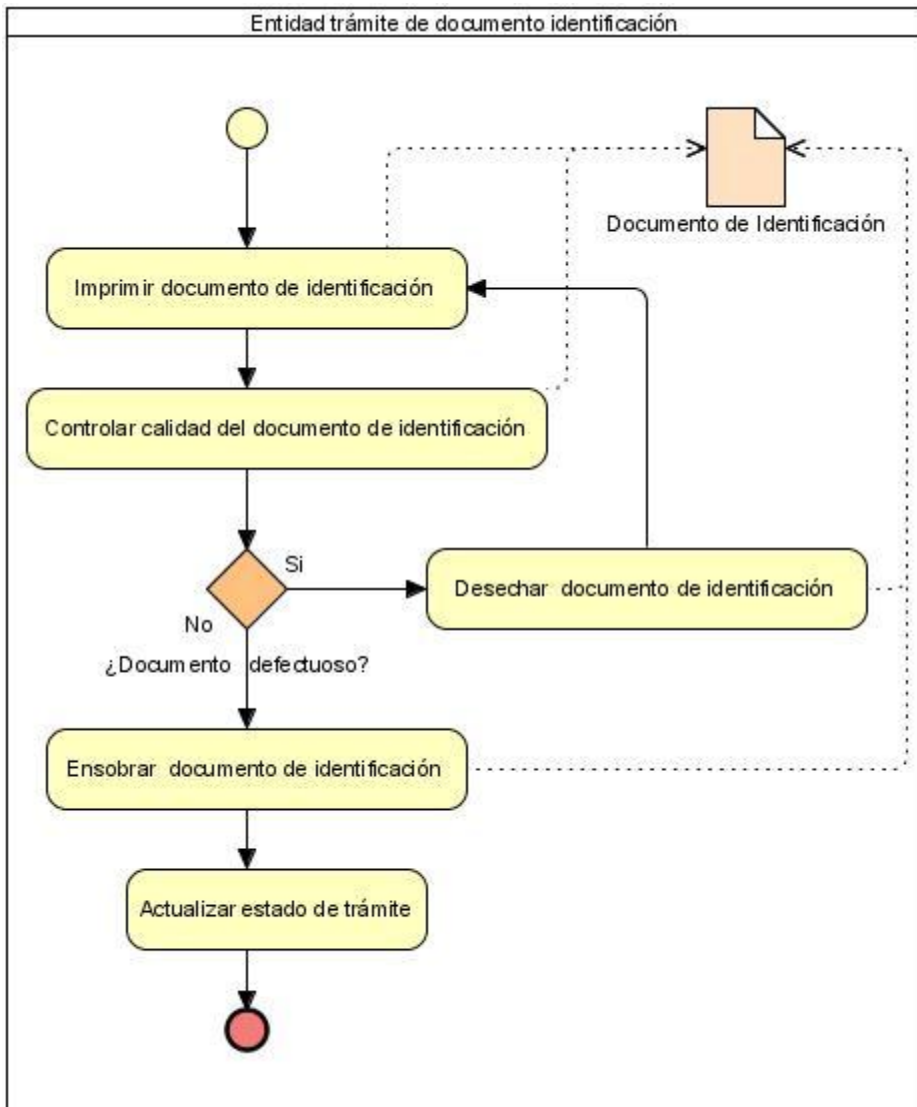 Entidad trámite de documento identificación
Documento de Identificación
Imprimir documento de identificación
Controlar calidad del documento de identificación
Si
Desechar documento de identificación
No
¿Documento defectuoso?
Ensobrar documento de identificación
Actualizar estado de trámite